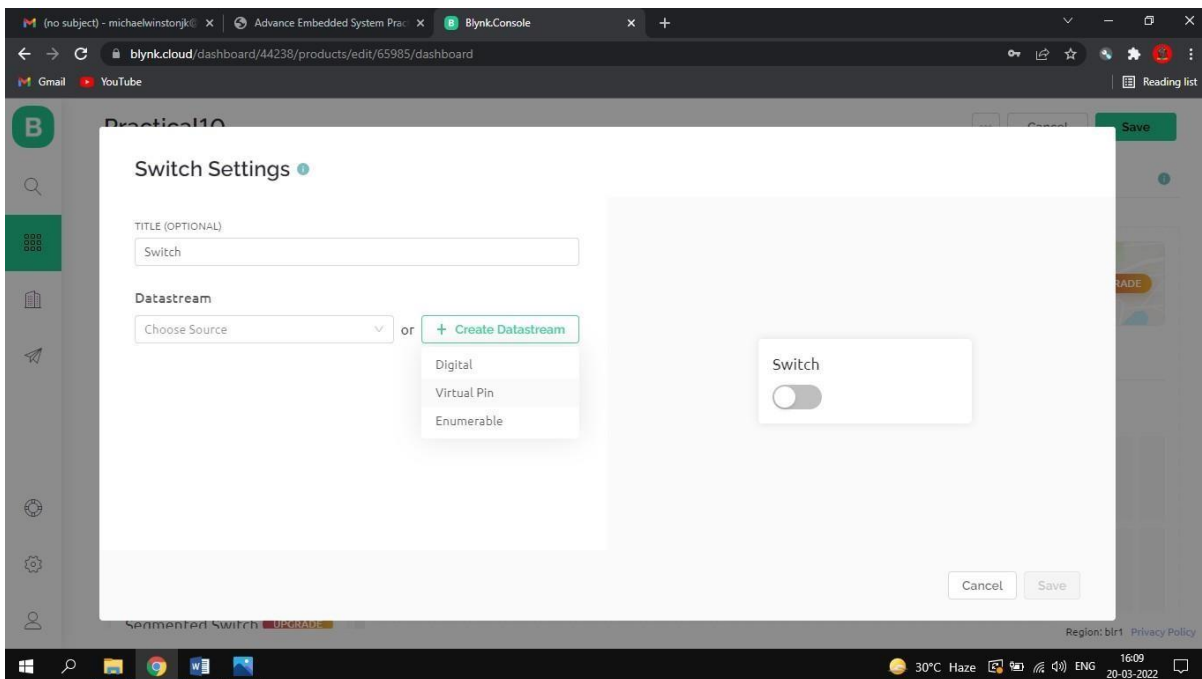 (no subject) - michaelwinstonjk
Advance Embedded System Prac
Blynk.Console
blynk.cloud/dashboard/44238/products/edit/65985/dashboard
Gmail
YouTube
Reading list
B
Practical10
Cancel
Save
Switch Settings
TITLE (OPTIONAL)
Switch
Datastream
Choose Source
or
+ Create Datastream
Digital
Virtual Pin
Enumerable
Switch
RADE
Cancel
Save
Segmented Switch UPGRADE
Region: blr1 Privacy Policy
30°C Haze
ENG
16:09
20-03-2022